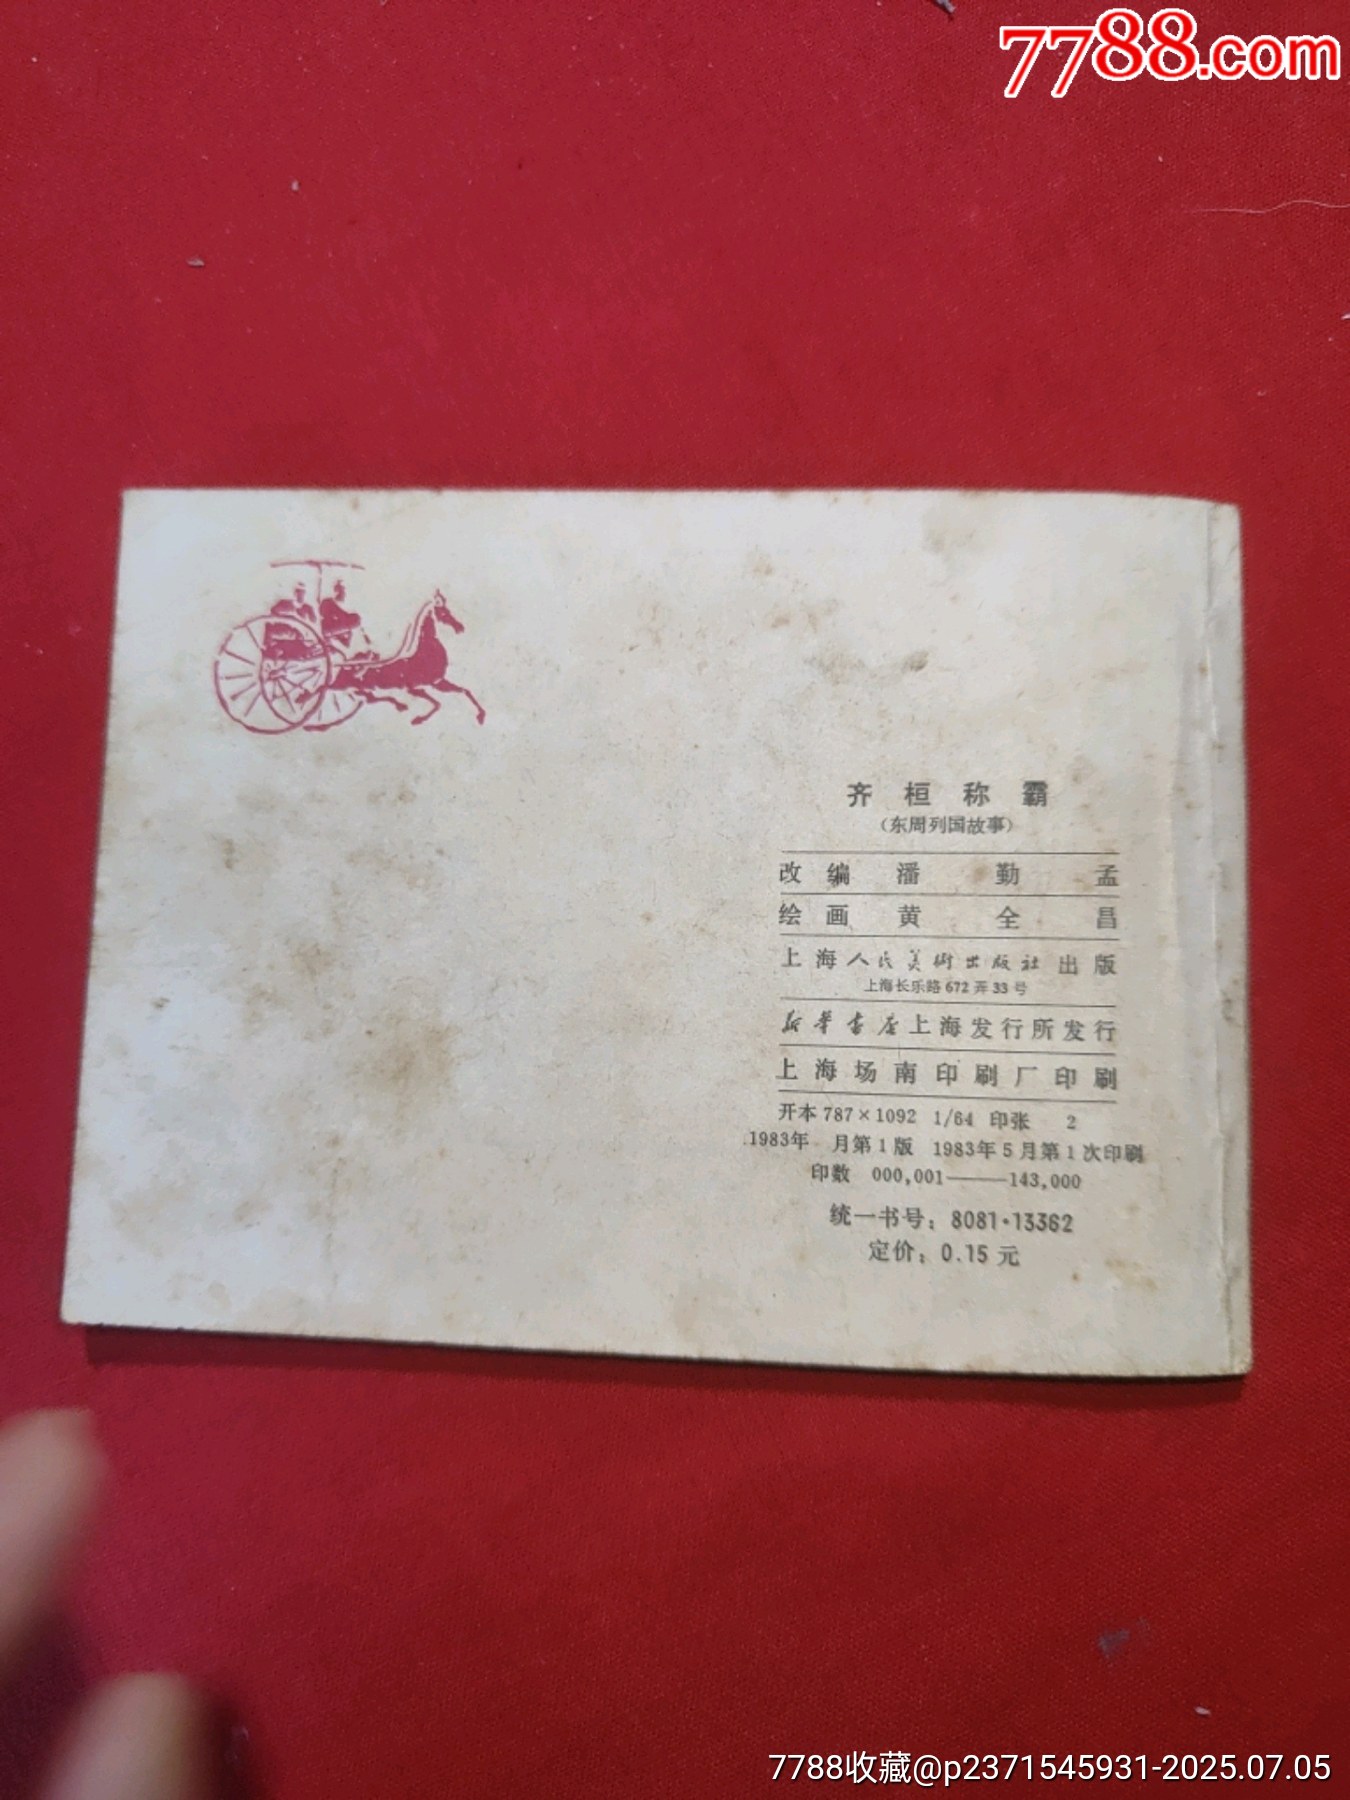 7788.com
齐桓称霸
（东周列国故事）
改编 潘勤孟
绘画 黄全昌
上海人民美術出版社出版
上海长乐路672弄33号
新华书店上海发行所发行
上海场南印刷厂印刷
开本 787×1092 1/64 印张 2
1983年 月第1版 1983年5月第1次印刷
印数 000,001——143,000
统一书号：8081·13362
定价：0.15元
7788收藏@p2371545931-2025.07.05